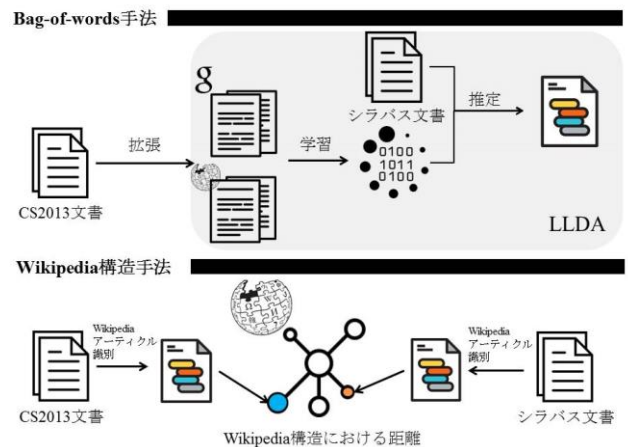 Bag-of-words手法
g
シラバス文書
推定
拡張
学習
0100
1011
0100
CS2013文書
LLDA
Wikipedia構造手法
Wikipedia
アーティクル
識別
Wikipedia
アーティクル
識別
CS2013文書
シラバス文書
Wikipedia構造における距離